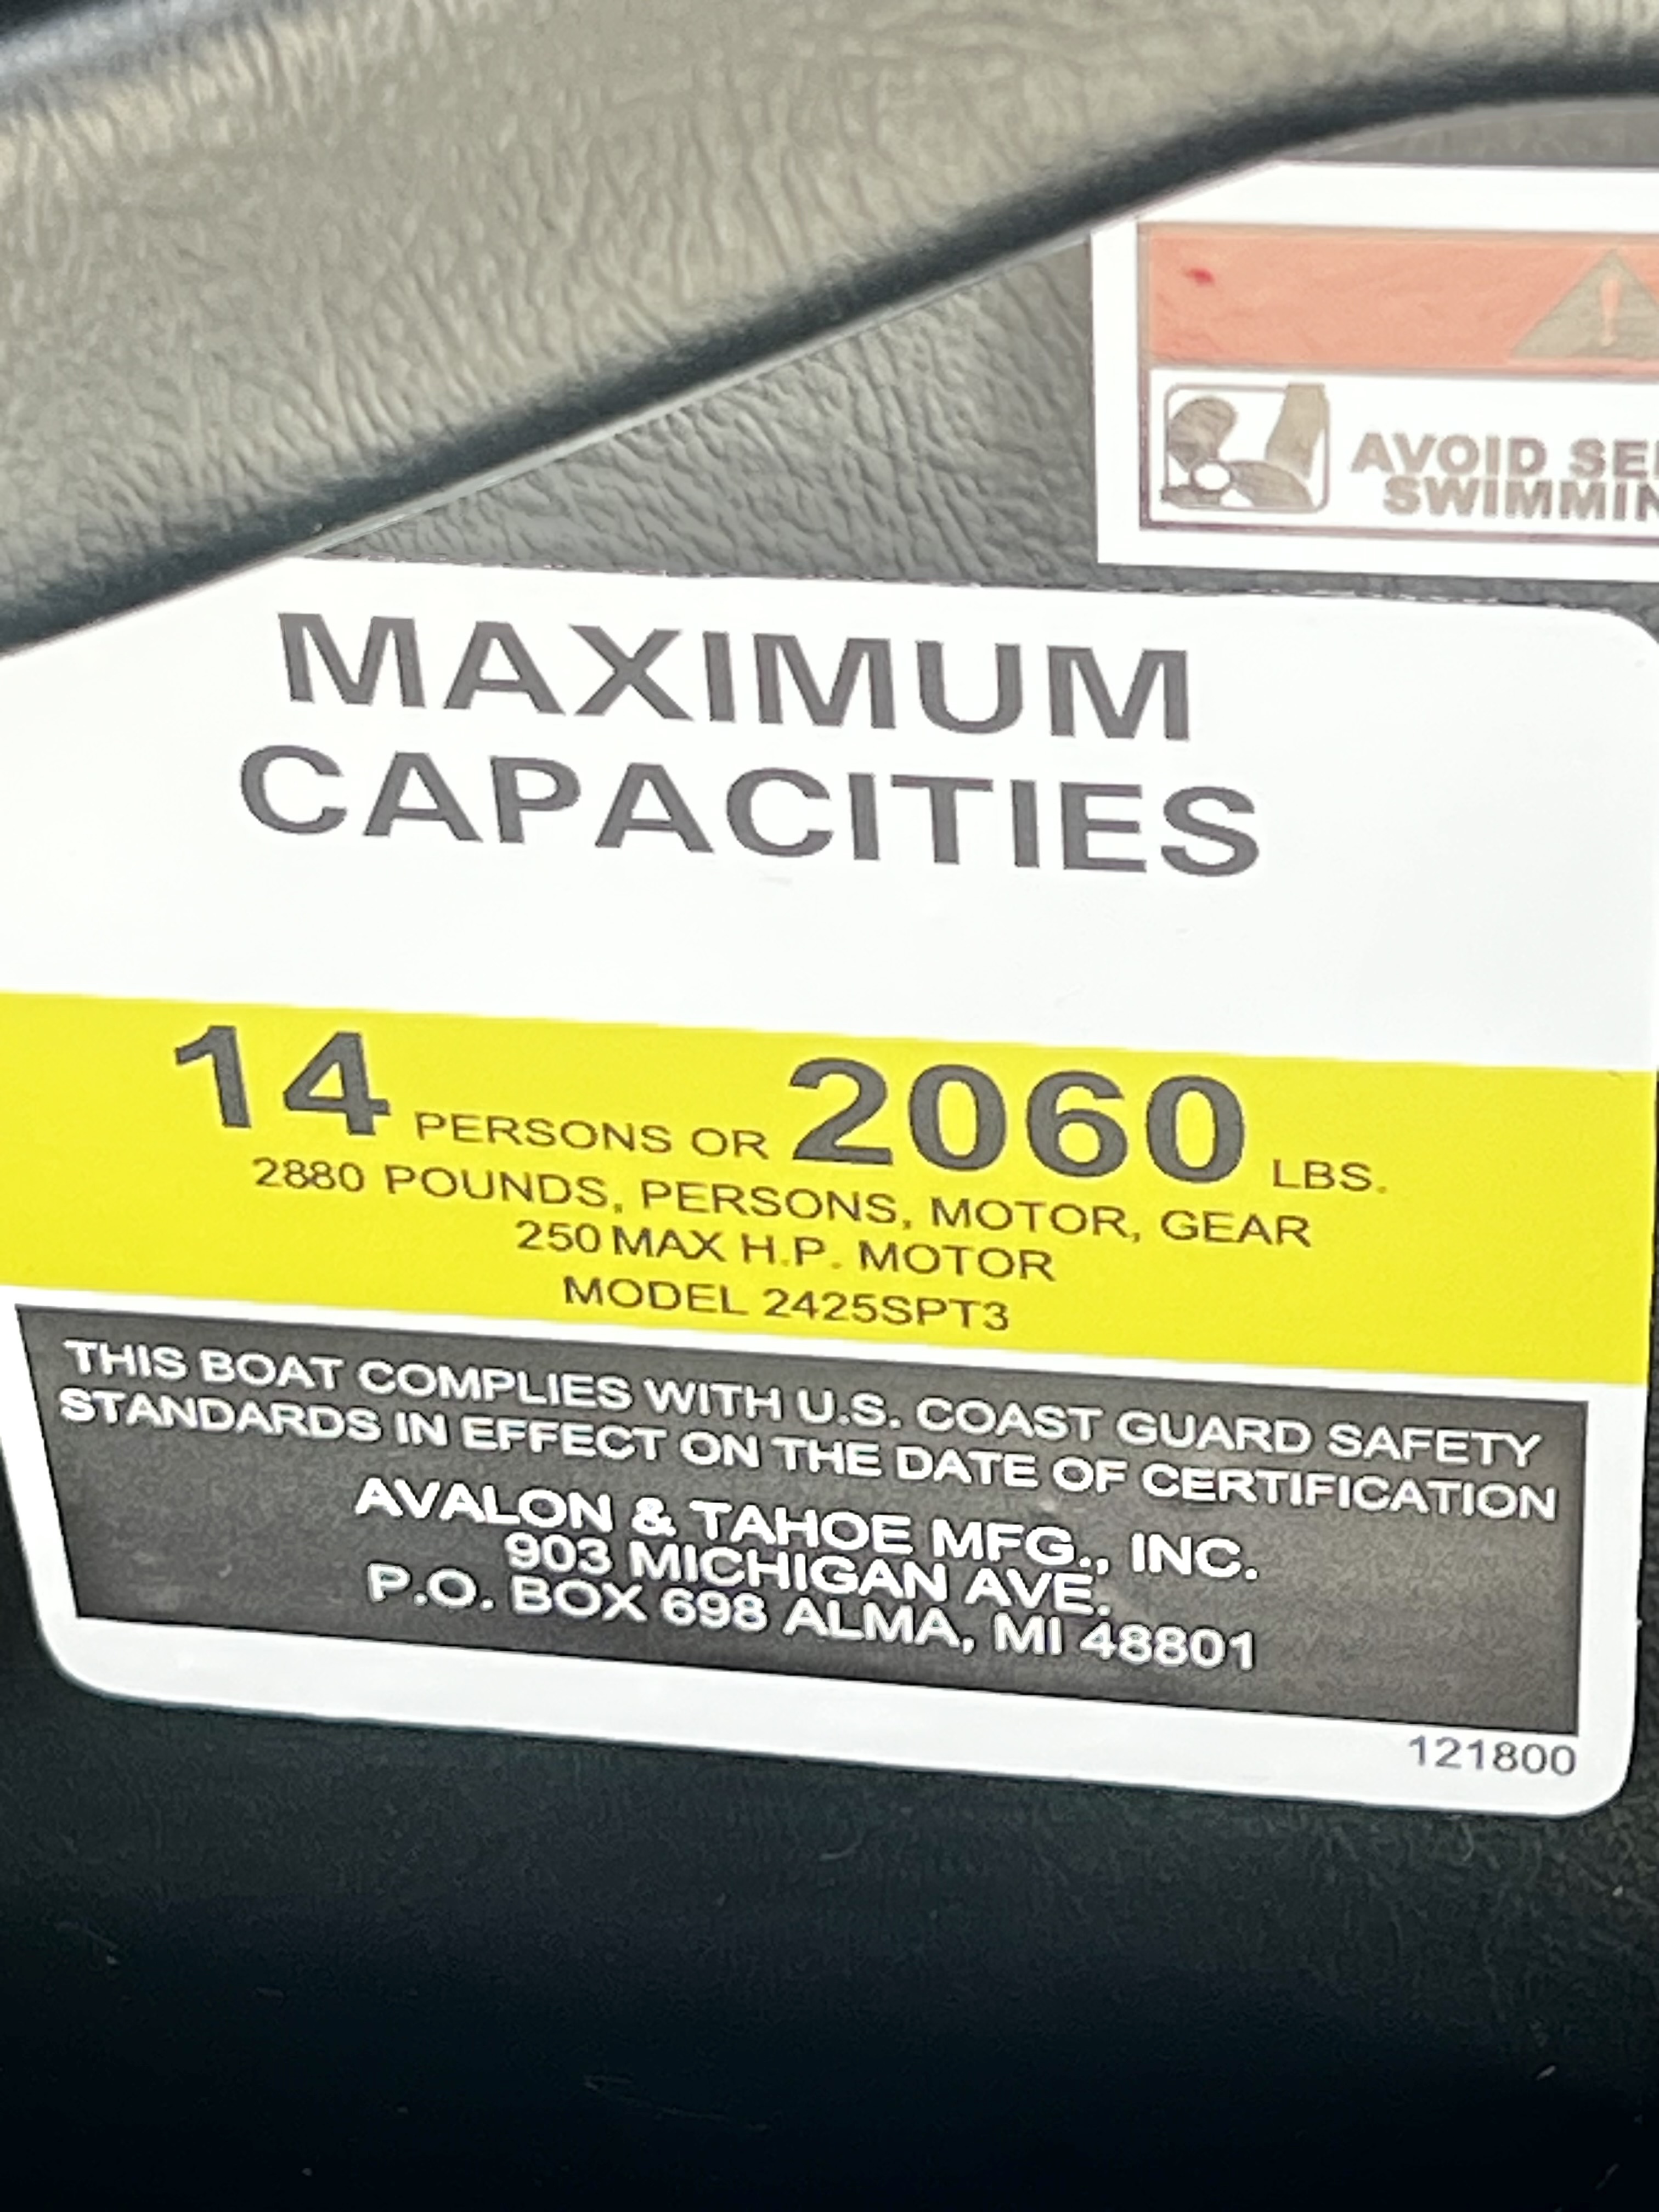 AVOID
MAXIMUM
CAPACITIES
14 PERSONS OR 2060 LBS.
2880 POUNDS, PERSONS, MOTOR, GEAR
250 MAX H.P. MOTOR
MODEL 2425SPT3
THIS BOAT COMPLIES WITH U.S. COAST GUARD SAFETY
STANDARDS IN EFFECT ON THE DATE OF CERTIFICATION
AVALON & TAHOE MFG., INC.
903 MICHIGAN AVE.
P.O. BOX 698 ALMA, MI 48801
121800